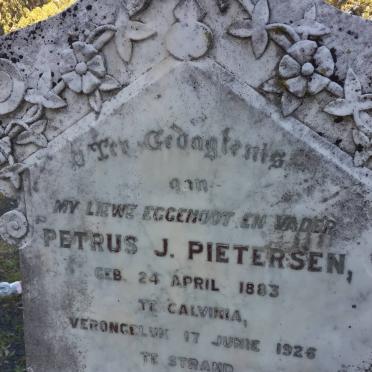 Ter Gedagtenis
aan
MY LIEWE EGGENOOT EN VADER
PETRUS J. PIETERSEN,
GEB. 24 APRIL 1883
TE CALVINIA,
VERONGELUK 17 JUNIE 1926
TE STRAND